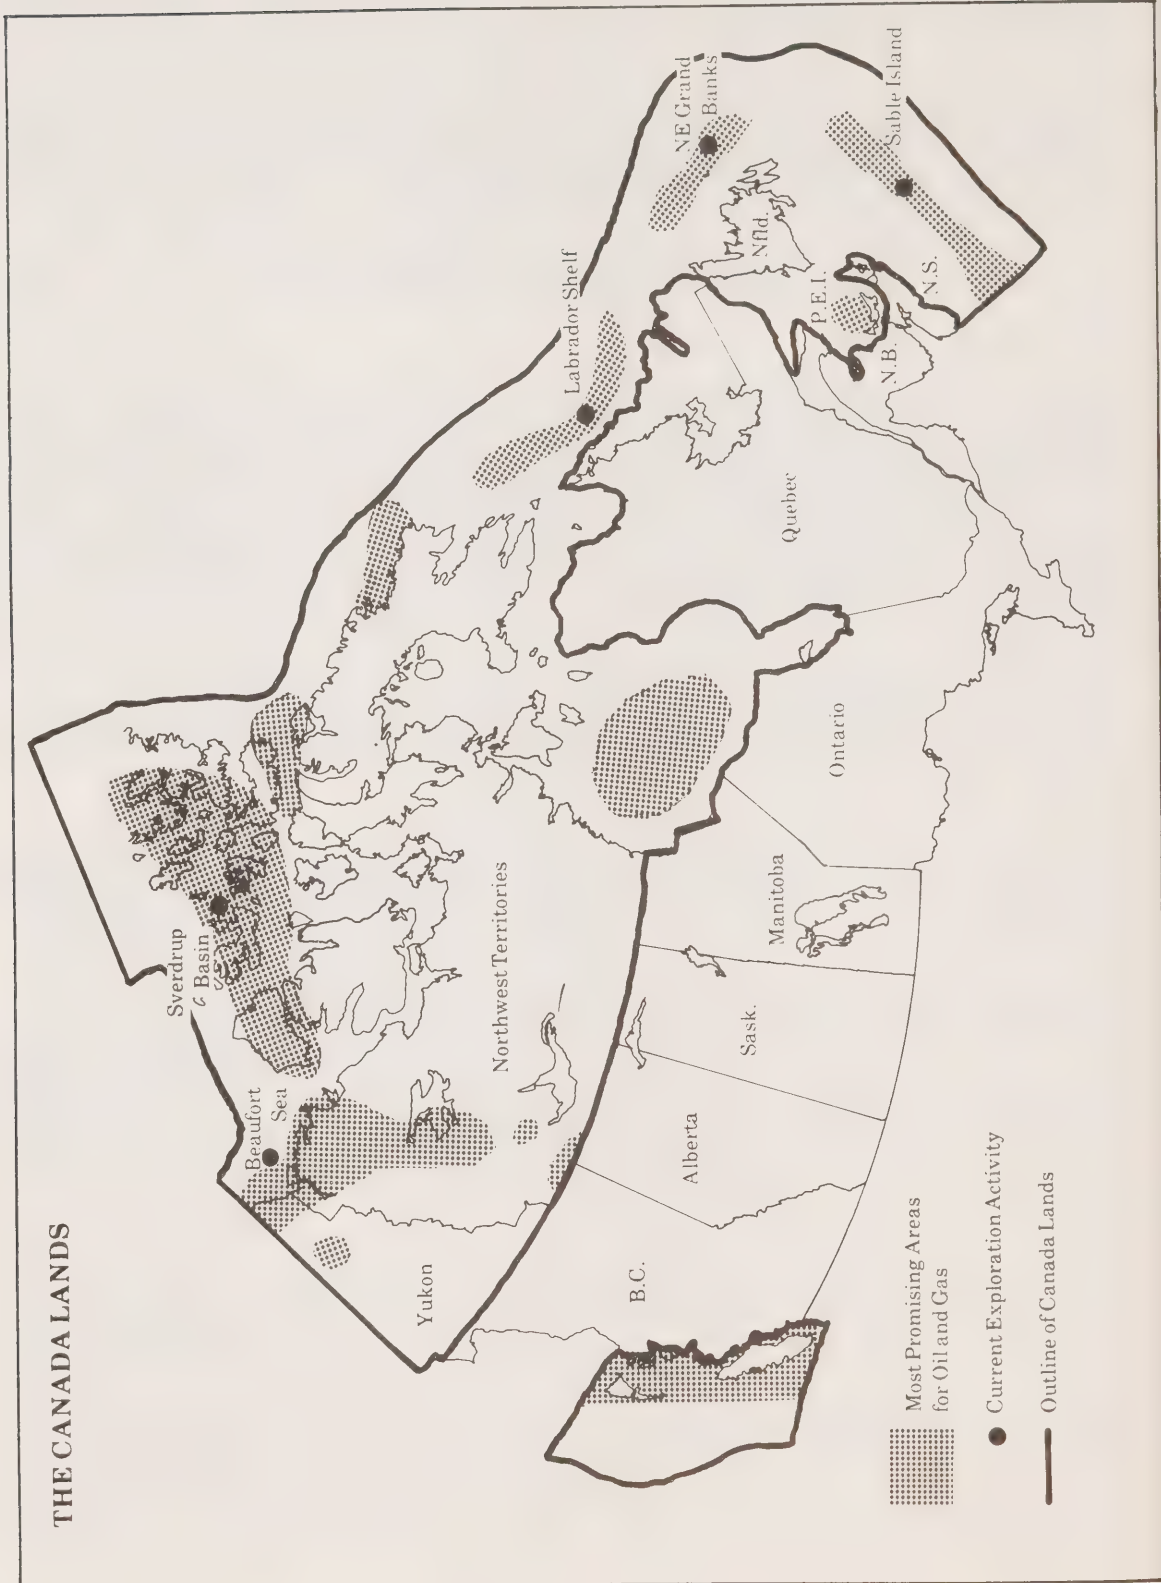 THE CANADA LANDS
Sverdrup
Basin
Beaufort
Sea
Yukon
Northwest Territories
B.C.
Alberta
Sask.
Manitoba
Ontario
Quebec
Labrador Shelf
NE Grand
Banks
Nfld.
P.E.I.
N.B.
N.S.
Sable Island
Most Promising Areas
for Oil and Gas
Current Exploration Activity
Outline of Canada Lands